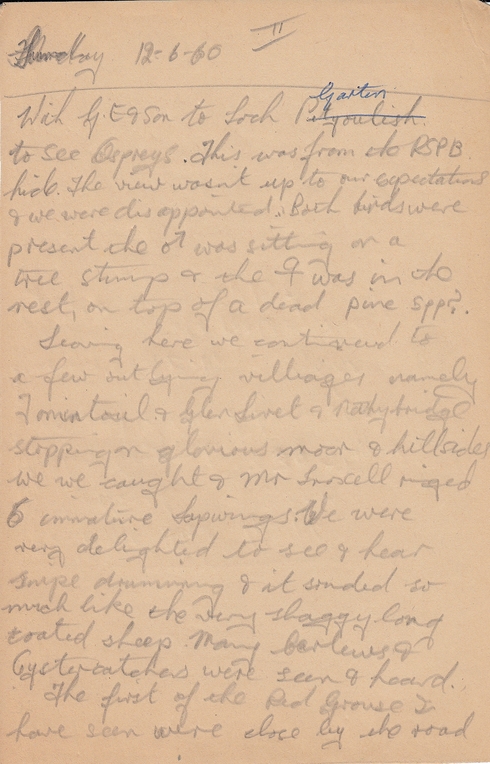 II
Thursday 12-6-60
With G. E & Son to Loch Pityoulish Garten
to see Ospreys. This was from the RSPB
hide. The view wasn't up to our expectations
& we were disappointed. Both birds were
present the ♂ was sitting on a
tree stump & the ♀ was in the
nest, on top of a dead pine spp?.
Leaving here we continued to
a few outlying villiages namely
Tomintoul & Glen Livet & Nethybridge
stopping on glorious moor & hillsides
we we caught & Mr ringed
6 immature lapwings. We were
very delighted to see & hear
snipe drumming & it sounded so
much like the very shaggy long
coated sheep. Many Curlews &
Oystercatchers were seen & heard.
The first of the Red Grouse I
have seen were close by the road